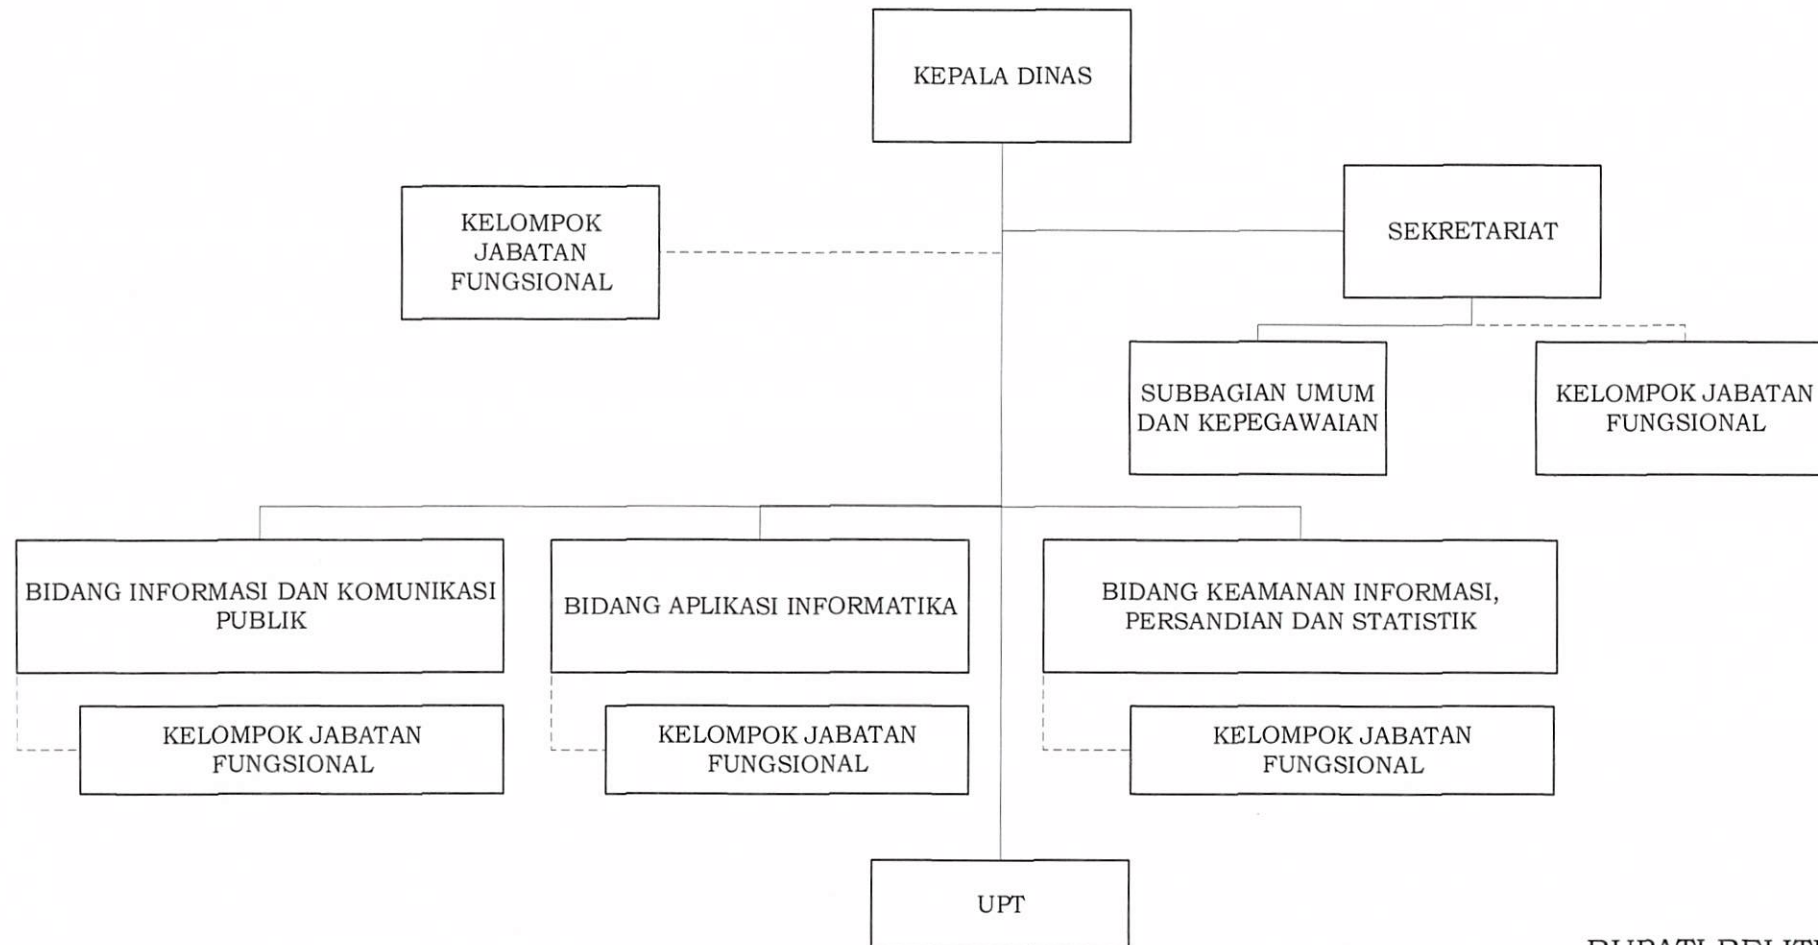 KEPALA DINAS
KELOMPOK
JABATAN
FUNGSIONAL
SEKRETARIAT
SUBBAGIAN UMUM
DAN KEPEGAWAIAN
KELOMPOK JABATAN
FUNGSIONAL
BIDANG INFORMASI DAN KOMUNIKASI
PUBLIK
BIDANG APLIKASI INFORMATIKA
BIDANG KEAMANAN INFORMASI,
PERSANDIAN DAN STATISTIK
KELOMPOK JABATAN
FUNGSIONAL
KELOMPOK JABATAN
FUNGSIONAL
KELOMPOK JABATAN
FUNGSIONAL
UPT